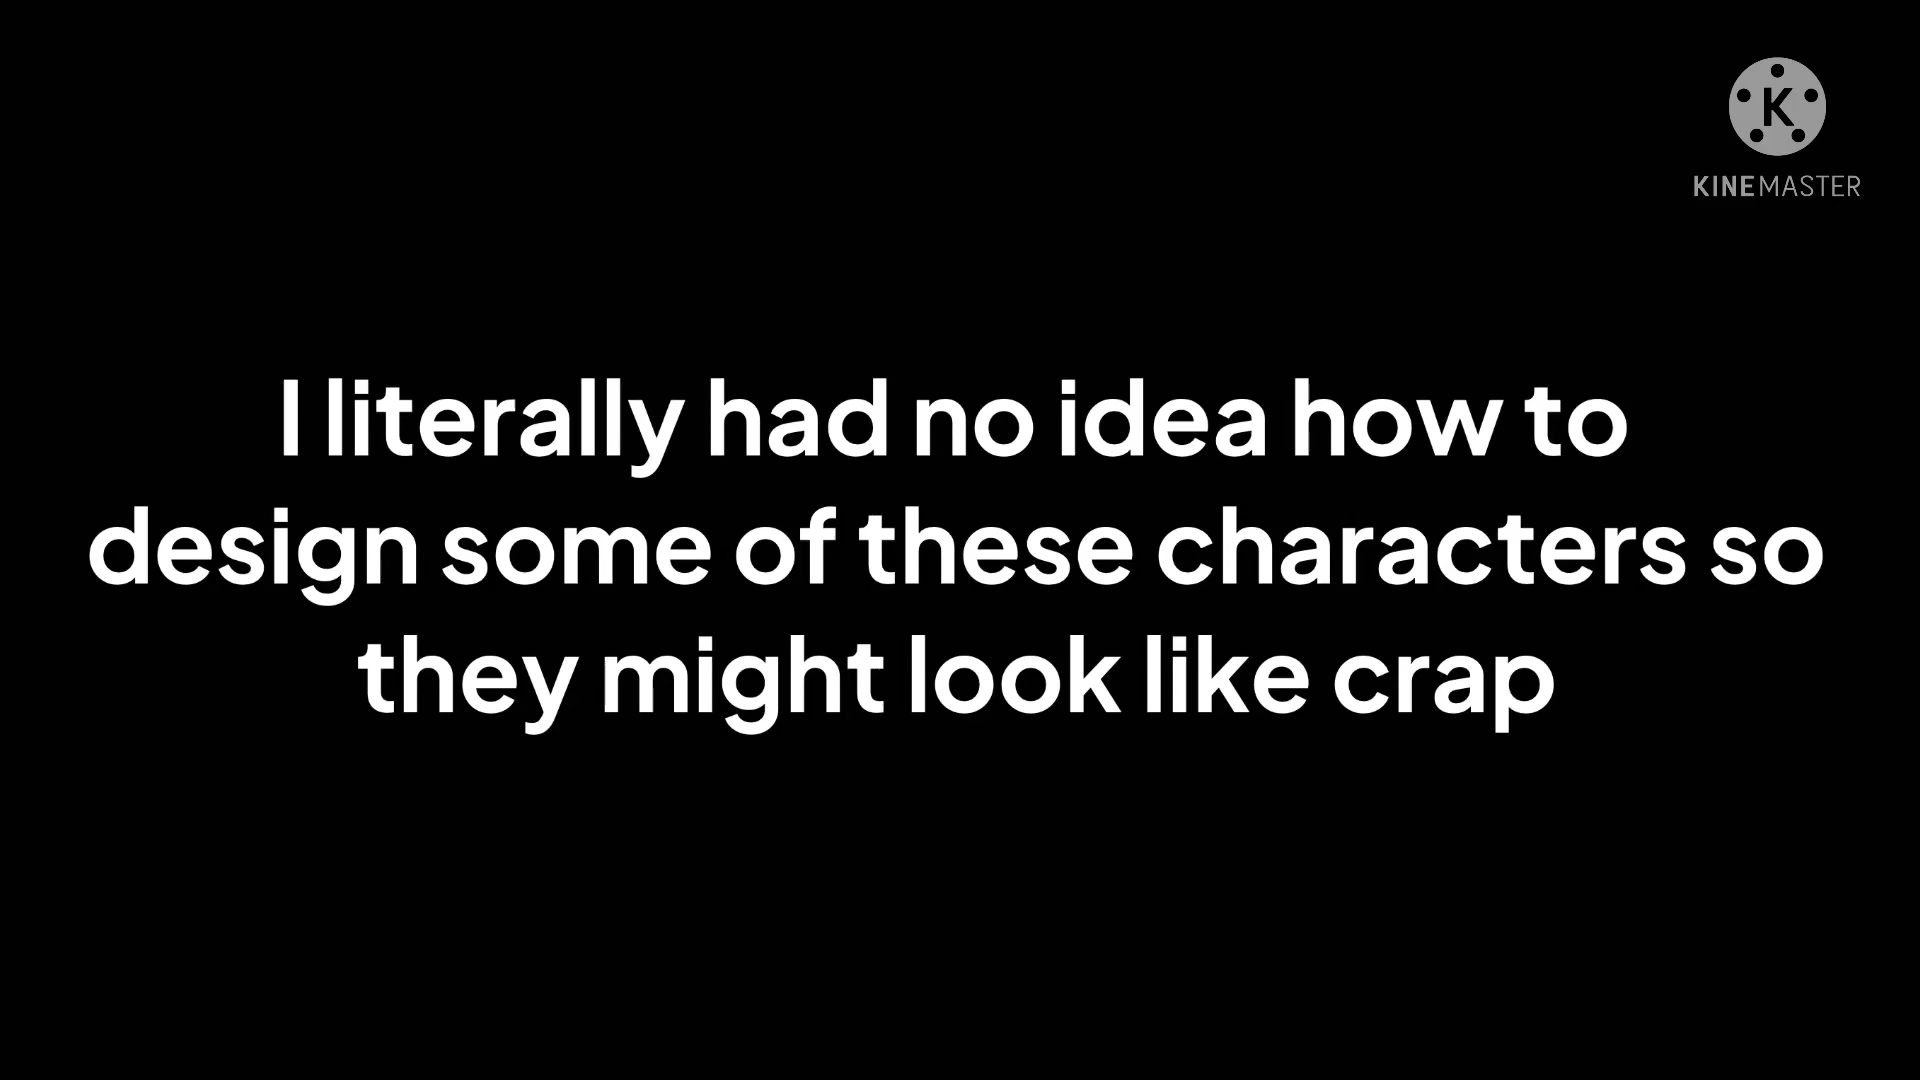 K
KINEMASTER
I literally had no idea how to
design some of these characters so
they might look like crap